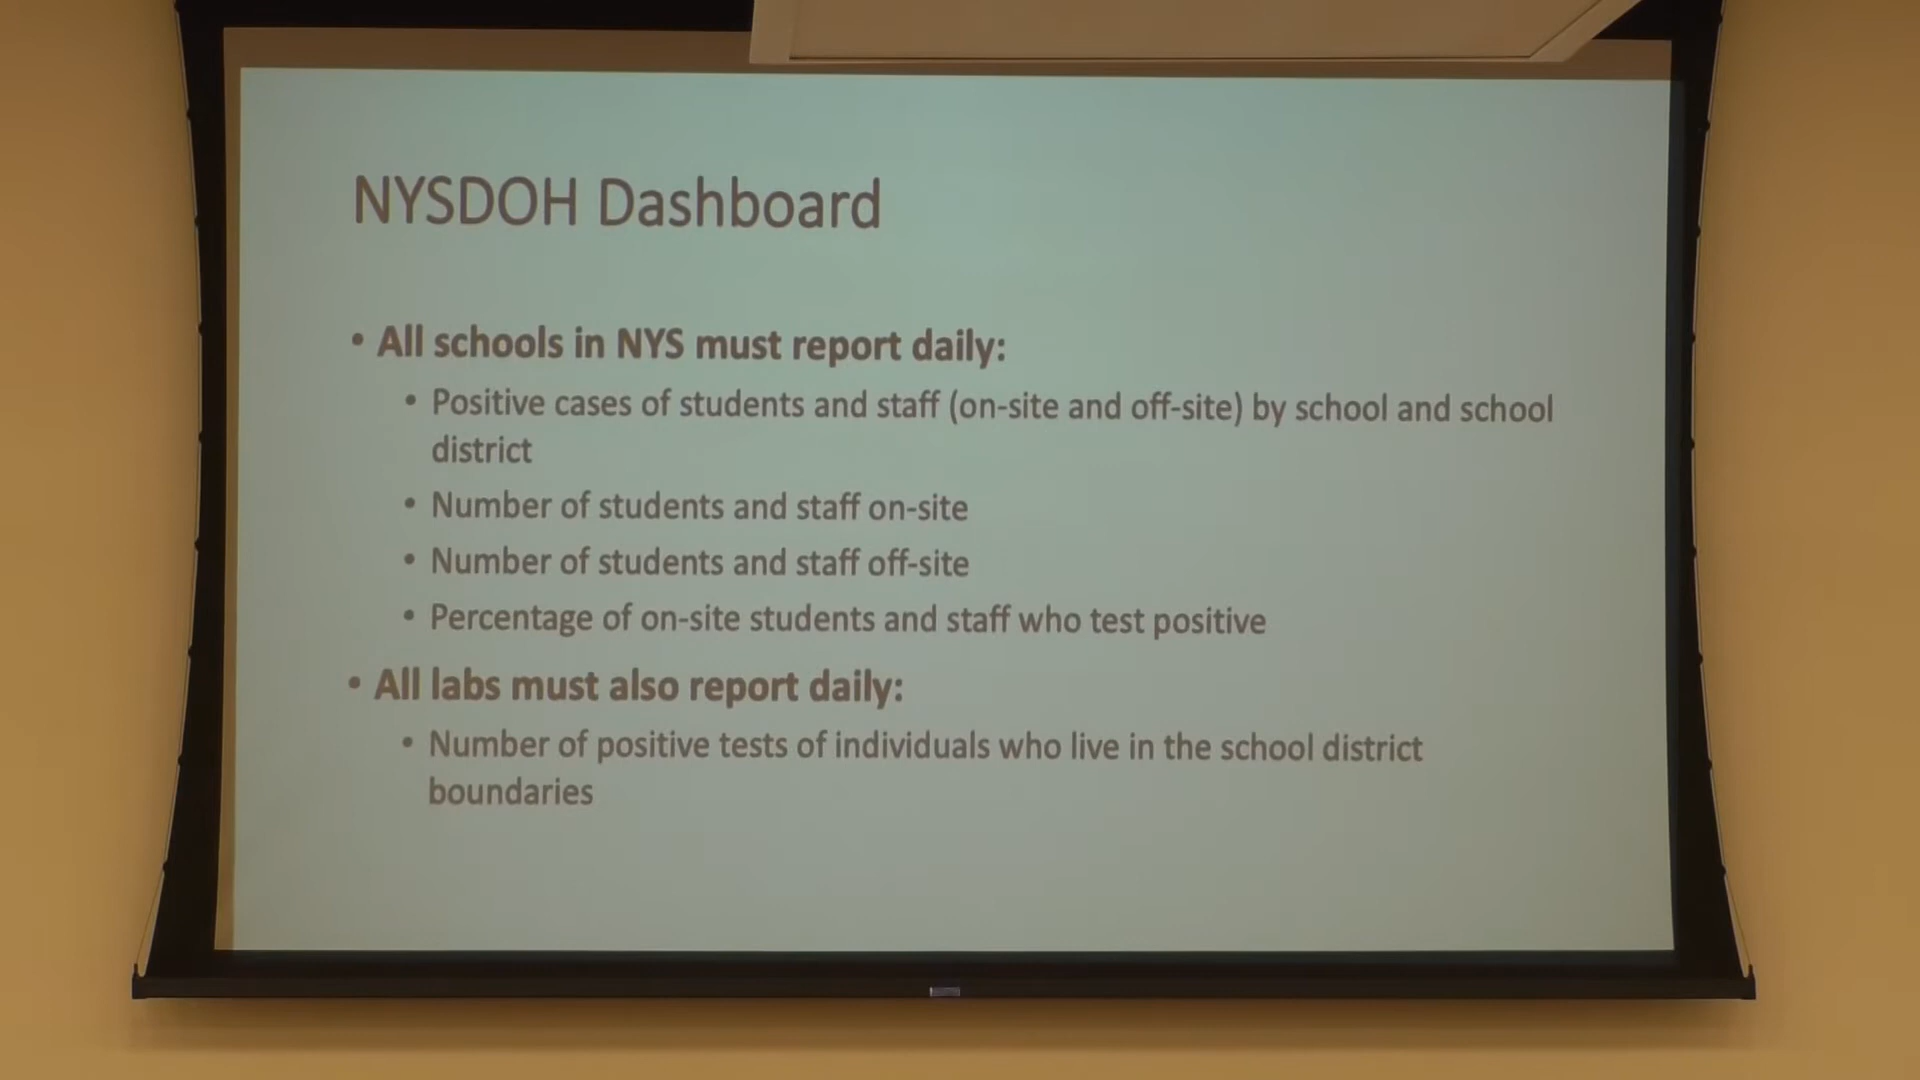 NYSDOH Dashboard
• All schools in NYS must report daily:
• Positive cases of students and staff (on-site and off-site) by school and school
district
• Number of students and staff on-site
• Number of students and staff off-site
• Percentage of on-site students and staff who test positive
• All labs must also report daily:
• Number of positive tests of individuals who live in the school district
boundaries